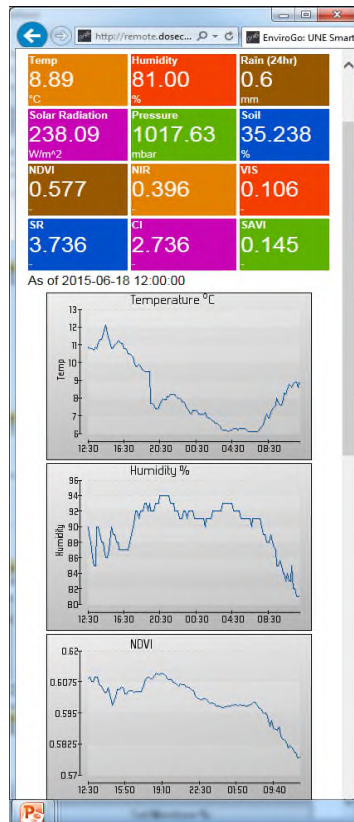 http://remote.dosec...
EnviroGo: UNE Smart
Temp Humidity Rain (24hr)
8.89 81.00 0.6
°C % mm
Solar Radiation Pressure Soil
238.09 1017.63 35.238
W/m^2 mbar %
NDVI NIR VIS
0.577 0.396 0.106
- - -
SR CI SAVI
3.736 2.736 0.145
- - -
As of 2015-06-18 12:00:00
Temperature °C
13
12
11
10
9
8
7
6
Temp
12:30 16:30 20:30 00:30 04:30 08:30
Humidity %
96
94
92
90
88
86
84
82
80
Humidity
12:30 16:30 20:30 00:30 04:30 08:30
NDVI
0.62
0.6075
0.595
0.5825
0.57
12:30 15:50 19:10 22:30 01:50 09:40